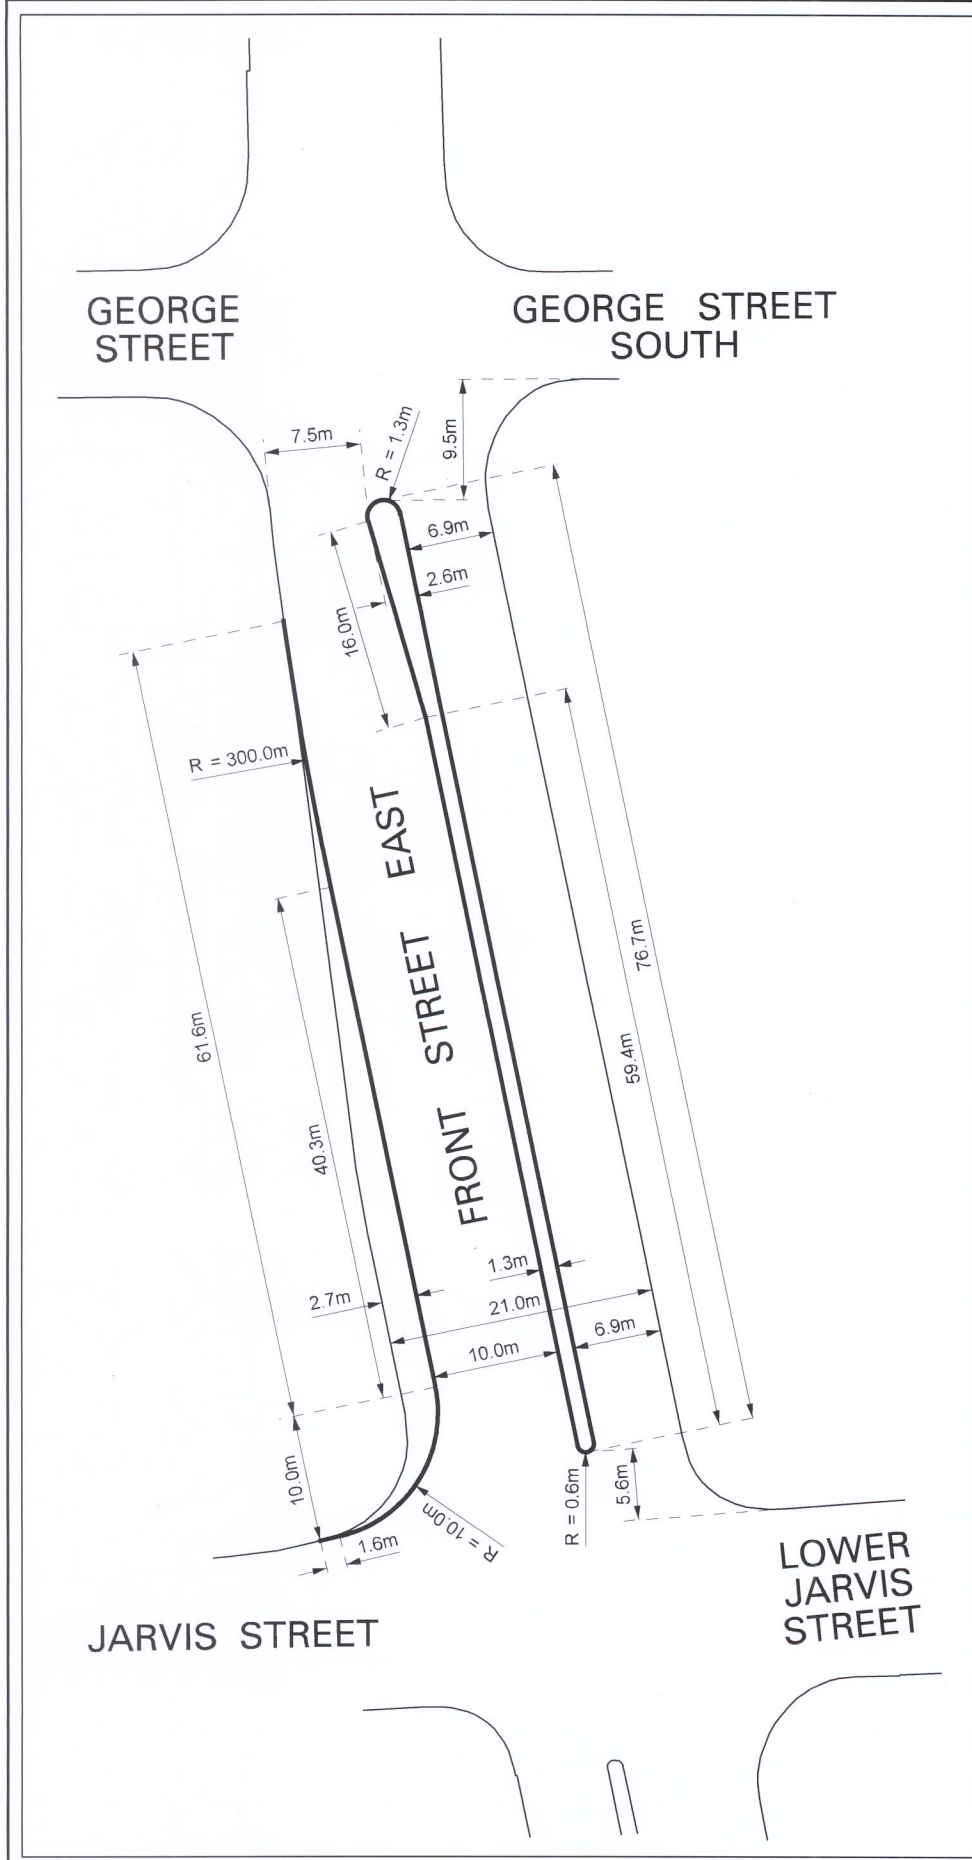 GEORGE
STREET
GEORGE STREET
SOUTH
7.5m
R = 1.3m
9.5m
6.9m
2.6m
16.0m
R = 300.0m
FRONT STREET EAST
76.7m
59.4m
61.6m
40.3m
1.3m
2.7m
21.0m
10.0m
6.9m
10.0m
R = 10.0m
R = 0.6m
5.6m
1.6m
LOWER
JARVIS
STREET
JARVIS STREET